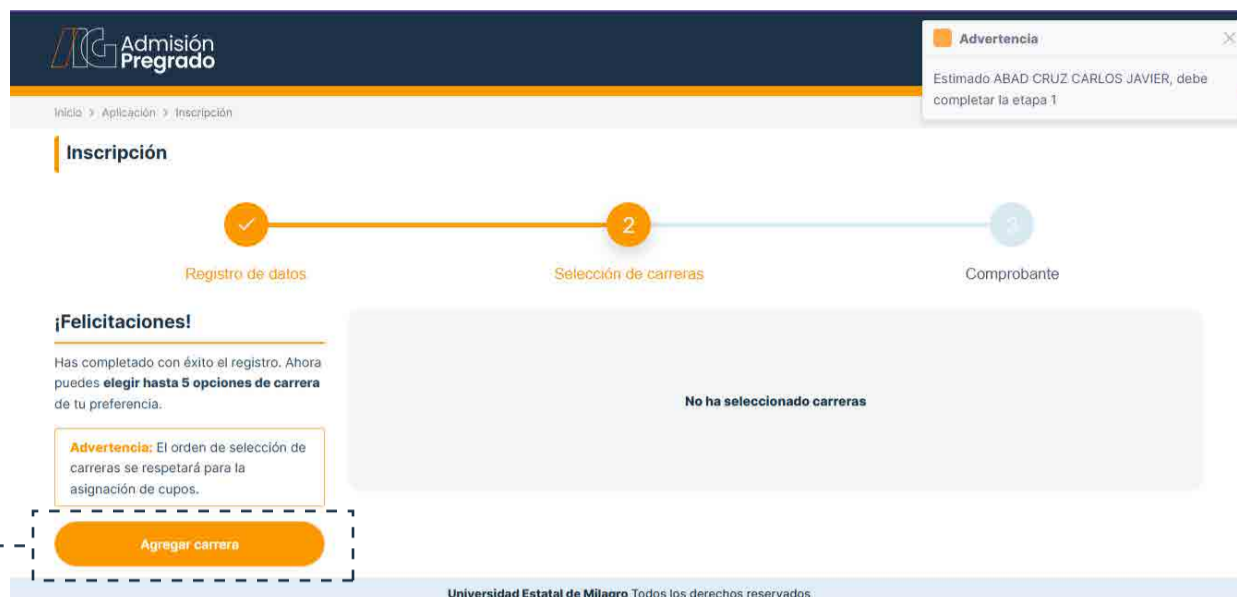 Admisión
Pregrado
Advertencia
Estimado ABAD CRUZ CARLOS JAVIER, debe
completar la etapa 1
Inicio > Aplicación > Inscripción
Inscripción
2
3
Registro de datos
Selección de carreras
Comprobante
¡Felicitaciones!
Has completado con éxito el registro. Ahora
puedes elegir hasta 5 opciones de carrera
de tu preferencia.
No ha seleccionado carreras
Advertencia: El orden de selección de
carreras se respetará para la
asignación de cupos.
Agregar carrera
Universidad Estatal de Milagro Todos los derechos reservados.